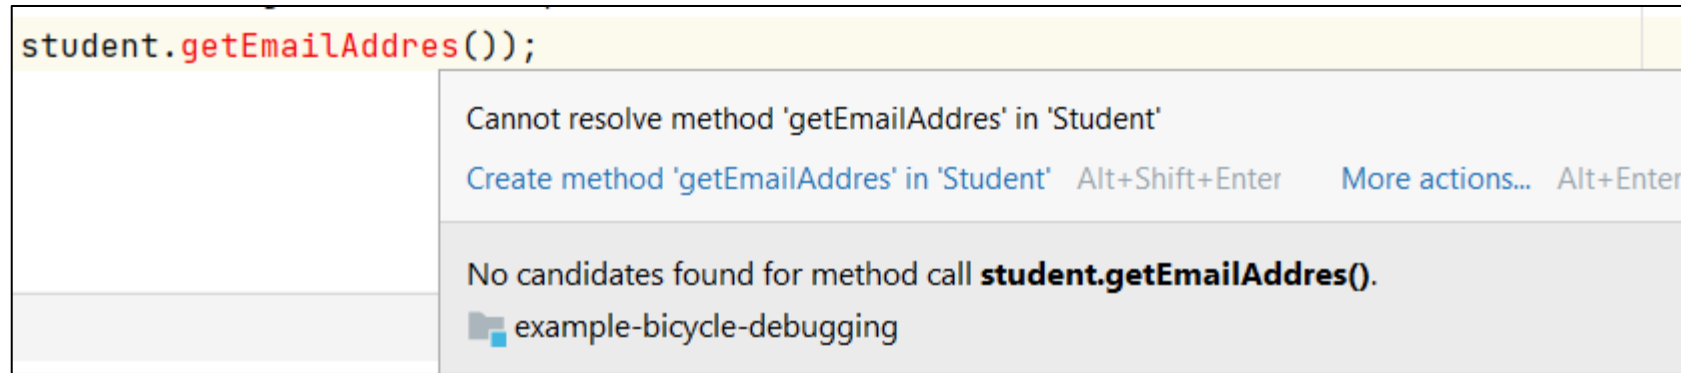 student.getEmailAddres());
Cannot resolve method 'getEmailAddres' in 'Student'
Create method 'getEmailAddres' in 'Student' Alt+Shift+Enter More actions... Alt+Enter
No candidates found for method call student.getEmailAddres().
example-bicycle-debugging